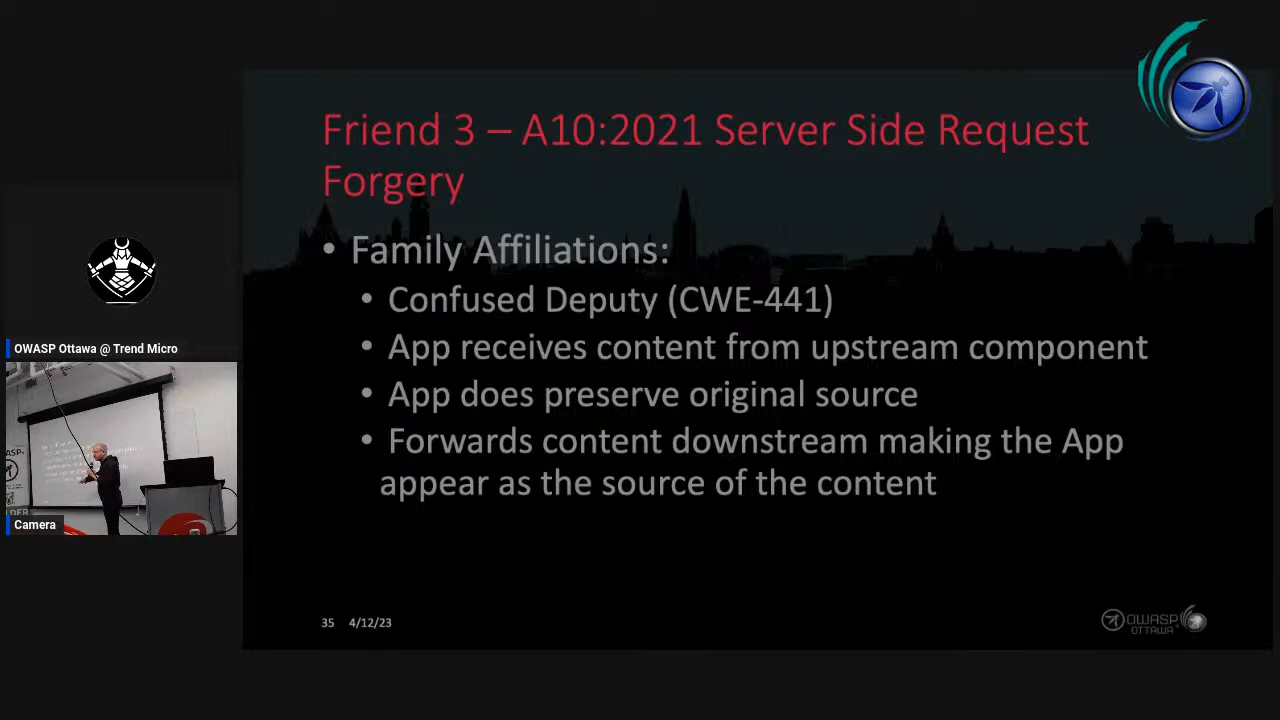 Friend 3 – A10:2021 Server Side Request
Forgery
• Family Affiliations:
• Confused Deputy (CWE-441)
• App receives content from upstream component
• App does preserve original source
• Forwards content downstream making the App
appear as the source of the content
35 4/12/23
OWASP
OTTAWA
OWASP Ottawa @ Trend Micro
Camera